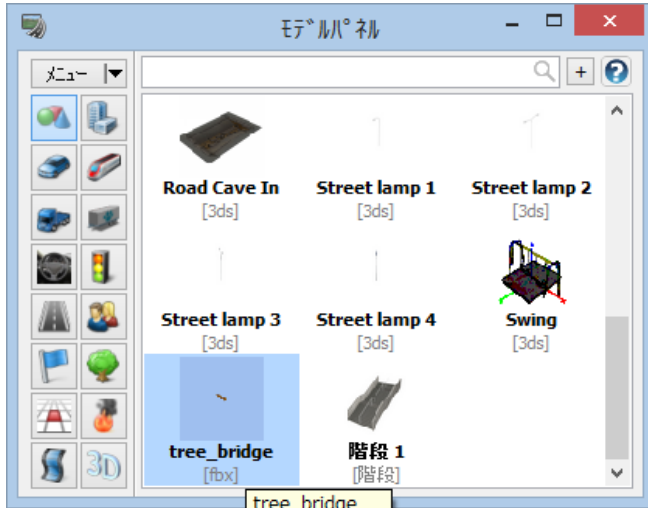 モデルパネル
メニュー
+
?
Road Cave In
[3ds]
Street lamp 1
[3ds]
Street lamp 2
[3ds]
Street lamp 3
[3ds]
Street lamp 4
[3ds]
Swing
[3ds]
tree_bridge
[fbx]
階段 1
[階段]
3D
tree_bridge